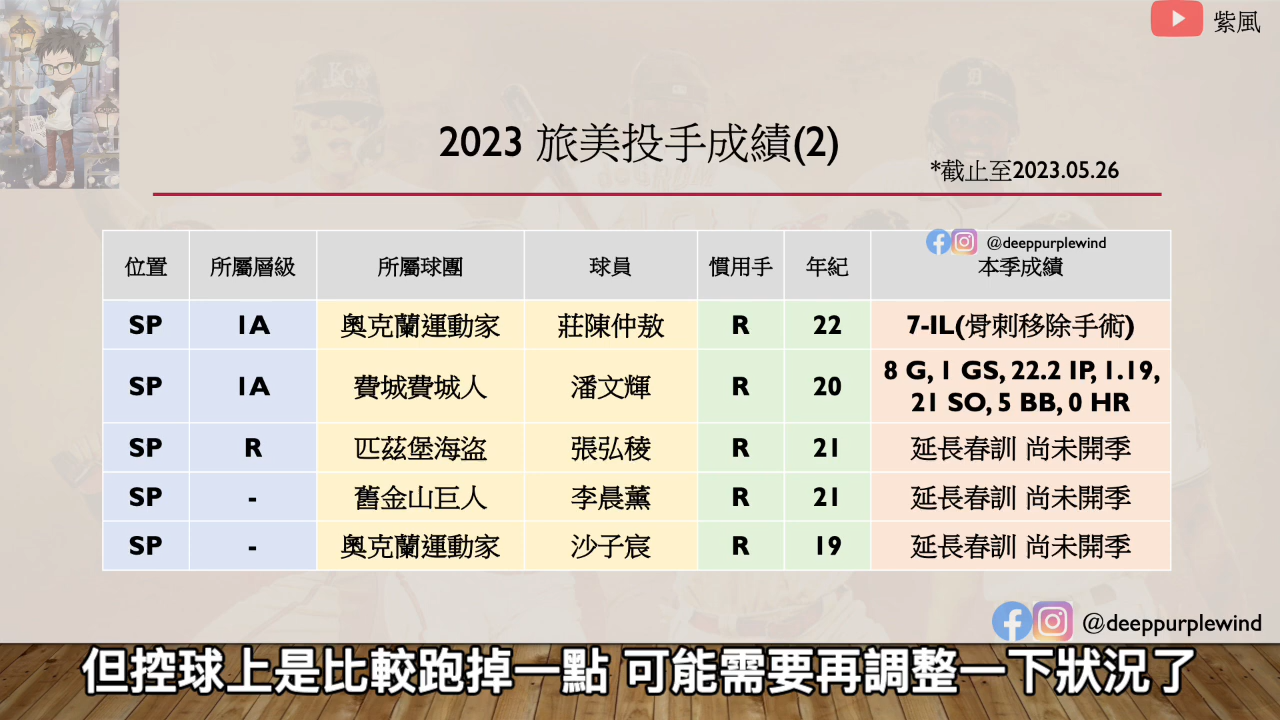 紫風
2023 旅美投手成績(2)
*截止至2023.05.26
@deeppurplewind
位置 所屬層級 所屬球團 球員 慣用手 年紀 本季成績
SP 1A 奧克蘭運動家 莊陳仲敖 R 22 7-IL(骨刺移除手術)
SP 1A 費城費城人 潘文輝 R 20 8 G, 1 GS, 22.2 IP, 1.19,
21 SO, 5 BB, 0 HR
SP R 匹茲堡海盜 張弘稜 R 21 延長春訓 尚未開季
SP - 舊金山巨人 李晨薰 R 21 延長春訓 尚未開季
SP - 奧克蘭運動家 沙子宸 R 19 延長春訓 尚未開季
@deeppurplewind
但控球上是比較跑掉一點 可能需要再調整一下狀況了